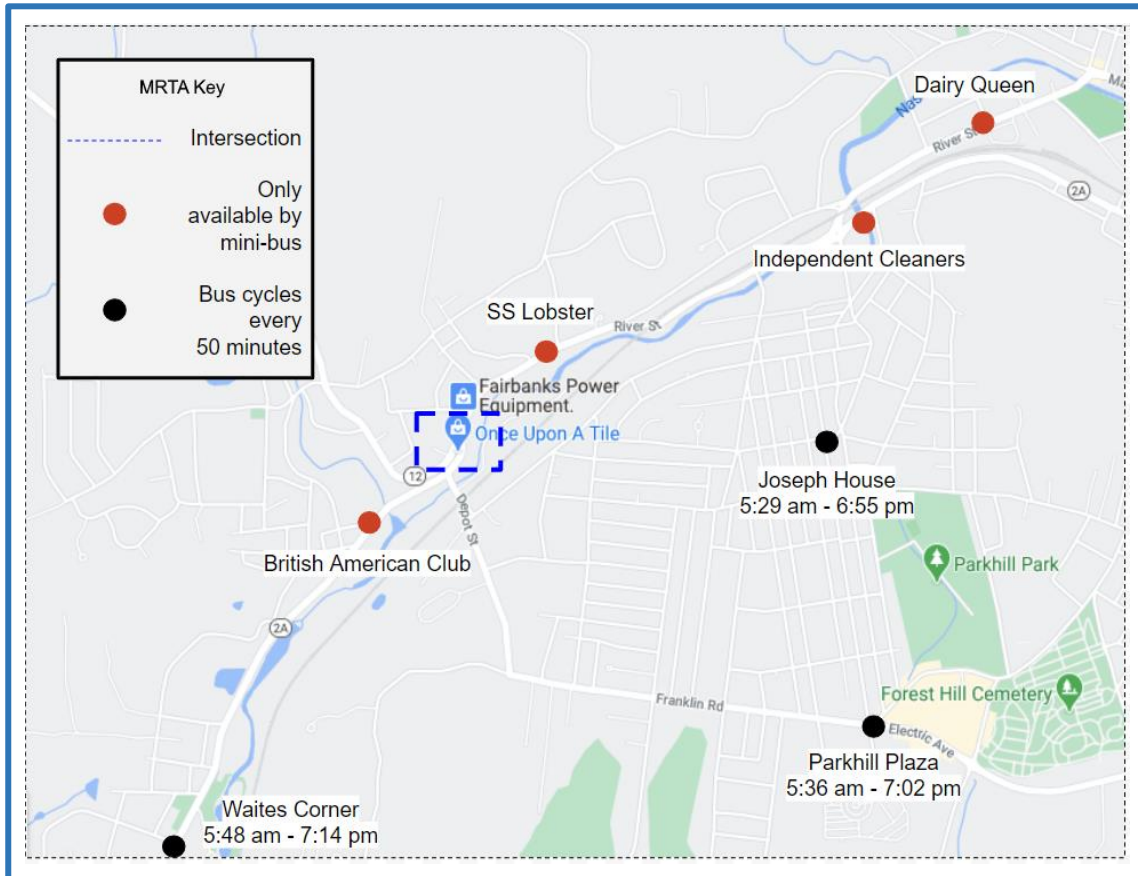 MRTA Key
Intersection
Only
available by
mini-bus
Bus cycles
every
50 minutes
Dairy Queen
River St
2A
Independent Cleaners
SS Lobster
River St
Fairbanks Power
Equipment.
Once Upon A Tile
12
Depot St
Joseph House
5:29 am - 6:55 pm
British American Club
Parkhill Park
2A
Forest Hill Cemetery
Franklin Rd
Electric Ave
Parkhill Plaza
5:36 am - 7:02 pm
Waites Corner
5:48 am - 7:14 pm